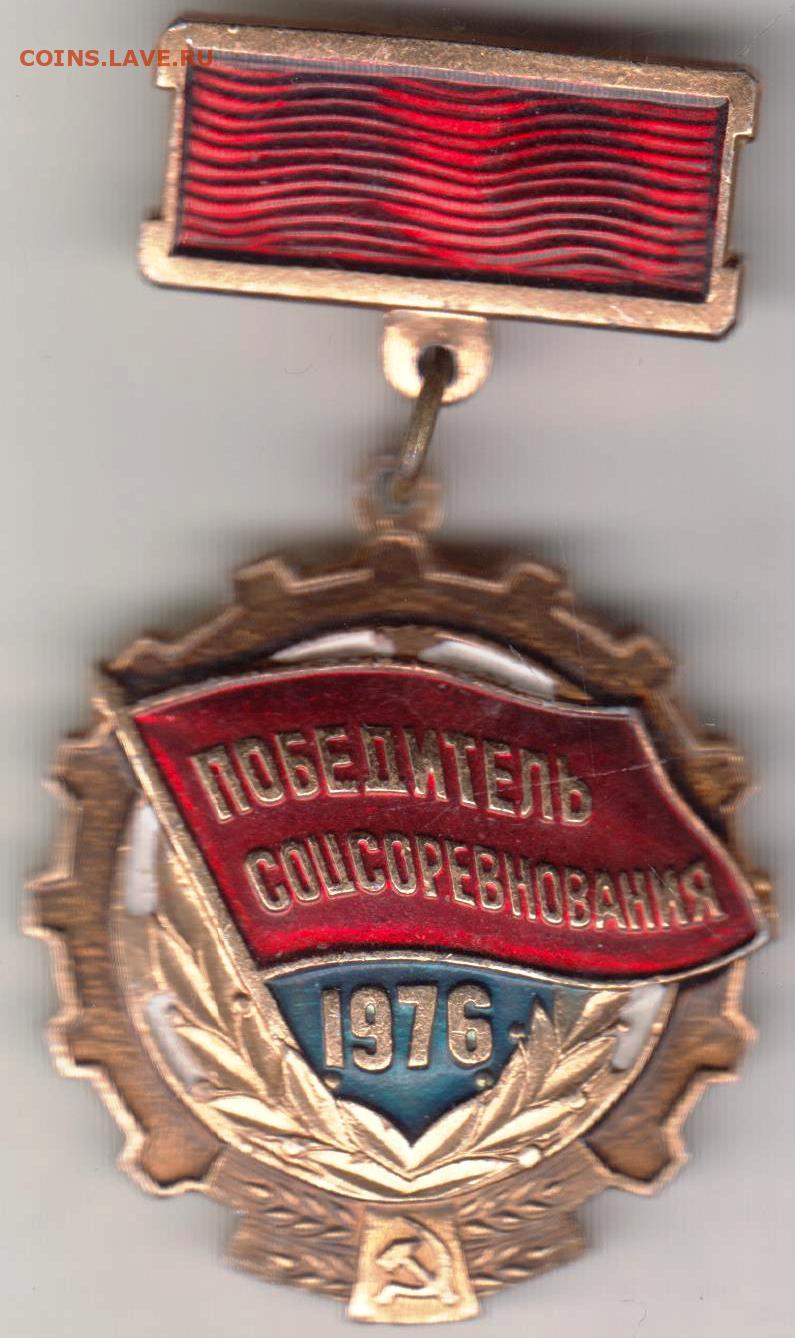 COINS.LAVE.RU
ПОБЕДИТЕЛЬ
СОЦСОРЕВНОВАНИЯ
1976